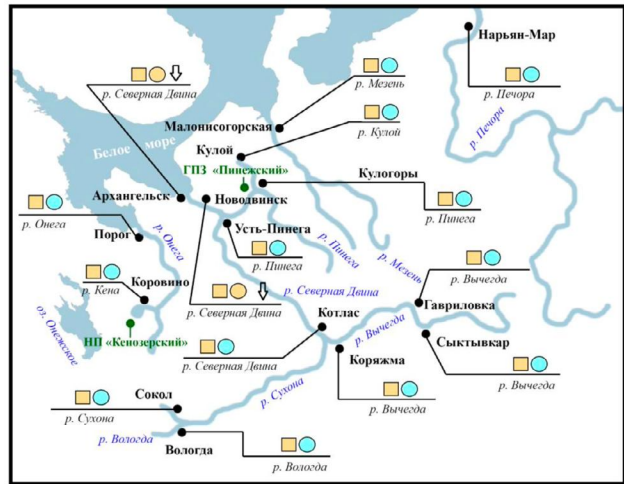 Нарьян-Мар
р. Печора
р. Печора
р. Мезень
р. Северная Двина
Малонисогорская
р. Кулой
Белое море
Кулой
ГПЗ «Пинежский»
Кулогоры
Архангельск
Новодвинск
р. Пинега
р. Онега
Порог
р. Онега
Усть-Пинега
р. Пинега
р. Пинега
р. Мезень
р. Вычегда
р. Кена
Коровино
р. Северная Двина
р. Северная Двина
Гавриловка
оз. Онежское
НП «Кенозерский»
Котлас
р. Вычегда
Сыктывкар
р. Северная Двина
Коряжма
р. Вычегда
Сокол
р. Сухона
р. Сухона
р. Вычегда
р. Вологда
Вологда
р. Вологда